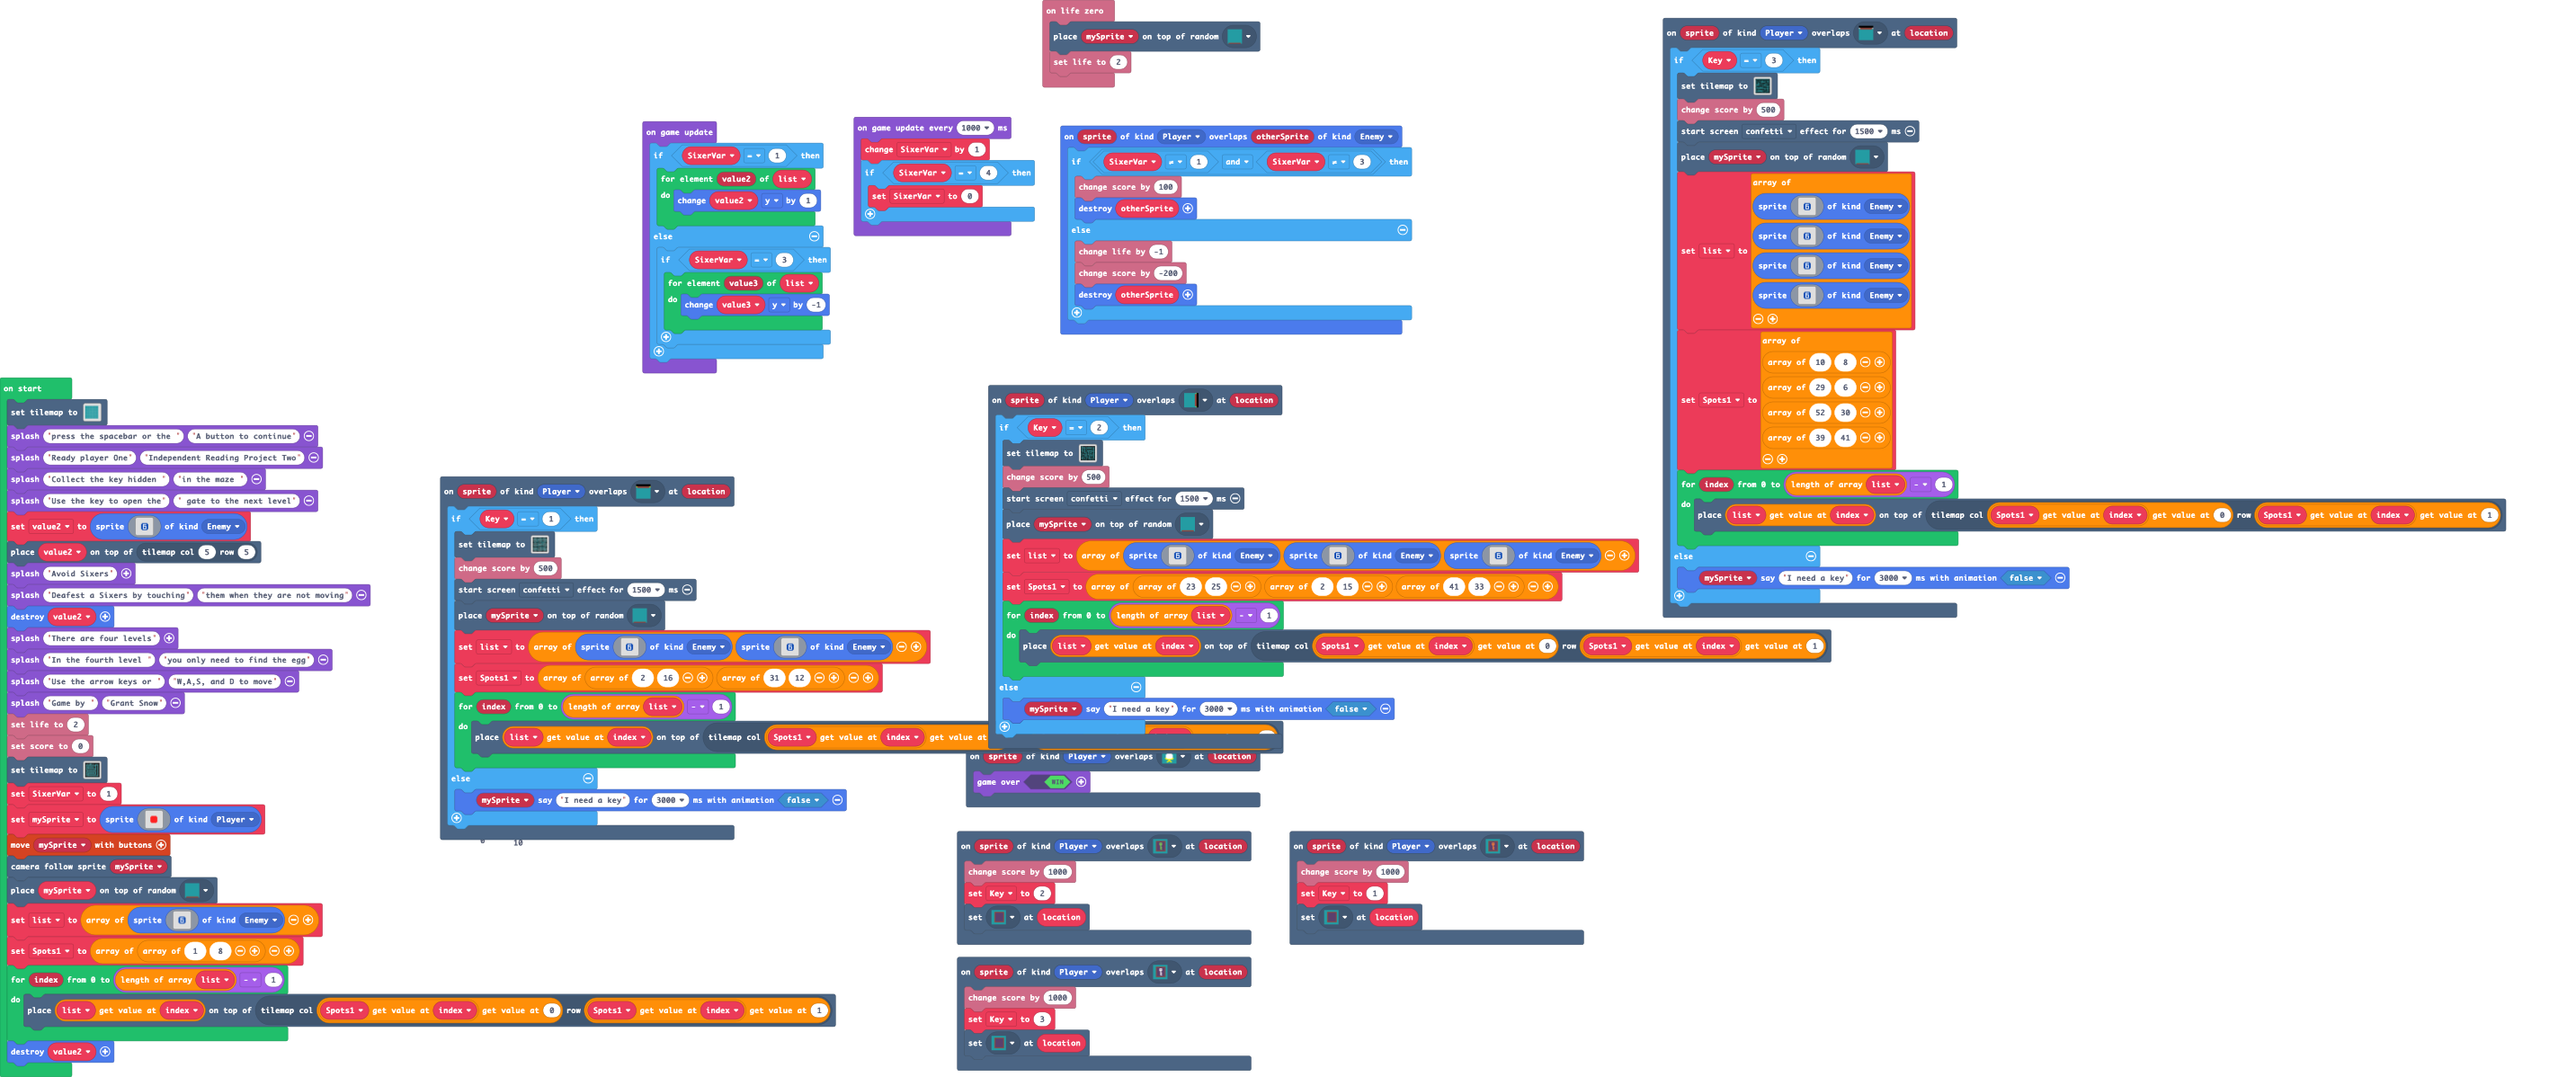 on life zero
place mySprite on top of random
set life to 2
on game update
if SixerVar = 1 then
for element value2 of list
do change value2 y by 1
else
if SixerVar = 3 then
for element value3 of list
do change value3 y by -1
on game update every 1000 ms
change SixerVar by 1
if SixerVar = 4 then
set SixerVar to 0
on sprite of kind Player overlaps otherSprite of kind Enemy
if SixerVar ≠ 1 and SixerVar ≠ 3 then
change score by 100
destroy otherSprite
else
change life by -1
change score by -200
destroy otherSprite
on sprite of kind Player overlaps at location
if Key = 3 then
set tilemap to
change score by 500
start screen confetti effect for 1500 ms
place mySprite on top of random
set list to array of
sprite of kind Enemy
sprite of kind Enemy
sprite of kind Enemy
sprite of kind Enemy
set Spots1 to array of
array of 10 8
array of 29 6
array of 52 30
array of 39 41
for index from 0 to length of array list - 1
do place list get value at index on top of tilemap col Spots1 get value at index get value at 0 row Spots1 get value at index get value at 1
else
mySprite say "I need a key" for 3000 ms with animation false
on start
set tilemap to
splash "press the spacebar or the " "A button to continue"
splash "Ready player One" "Independent Reading Project Two"
splash "Collect the key hidden " "in the maze "
splash "Use the key to open the" " gate to the next level"
set value2 to sprite of kind Enemy
place value2 on top of tilemap col 5 row 5
splash "Avoid Sixers"
splash "Deafest a Sixers by touching" "them when they are not moving"
destroy value2
splash "There are four levels"
splash "In the fourth level " "you only need to find the egg"
splash "Use the arrow keys or " "W,A,S, and D to move"
splash "Game by " "Grant Snow"
set life to 2
set score to 0
set tilemap to
set SixerVar to 1
set mySprite to sprite of kind Player
move mySprite with buttons
camera follow sprite mySprite
place mySprite on top of random
set list to array of sprite of kind Enemy
set Spots1 to array of array of 1 8
for index from 0 to length of array list - 1
do place list get value at index on top of tilemap col Spots1 get value at index get value at 0 row Spots1 get value at index get value at 1
destroy value2
on sprite of kind Player overlaps at location
if Key = 1 then
set tilemap to
change score by 500
start screen confetti effect for 1500 ms
place mySprite on top of random
set list to array of sprite of kind Enemy sprite of kind Enemy
set Spots1 to array of array of 2 16 array of 31 12
for index from 0 to length of array list - 1
do place list get value at index on top of tilemap col Spots1 get value at index get value at
else
mySprite say "I need a key" for 3000 ms with animation false
10
on sprite of kind Player overlaps at location
if Key = 2 then
set tilemap to
change score by 500
start screen confetti effect for 1500 ms
place mySprite on top of random
set list to array of sprite of kind Enemy sprite of kind Enemy sprite of kind Enemy
set Spots1 to array of array of 23 25 array of 2 15 array of 41 33
for index from 0 to length of array list - 1
do place list get value at index on top of tilemap col Spots1 get value at index get value at 0 row Spots1 get value at index get value at 1
else
mySprite say "I need a key" for 3000 ms with animation false
on sprite of kind Player overlaps at location
game over WIN
on sprite of kind Player overlaps at location
change score by 1000
set Key to 2
set at location
on sprite of kind Player overlaps at location
change score by 1000
set Key to 1
set at location
on sprite of kind Player overlaps at location
change score by 1000
set Key to 3
set at location